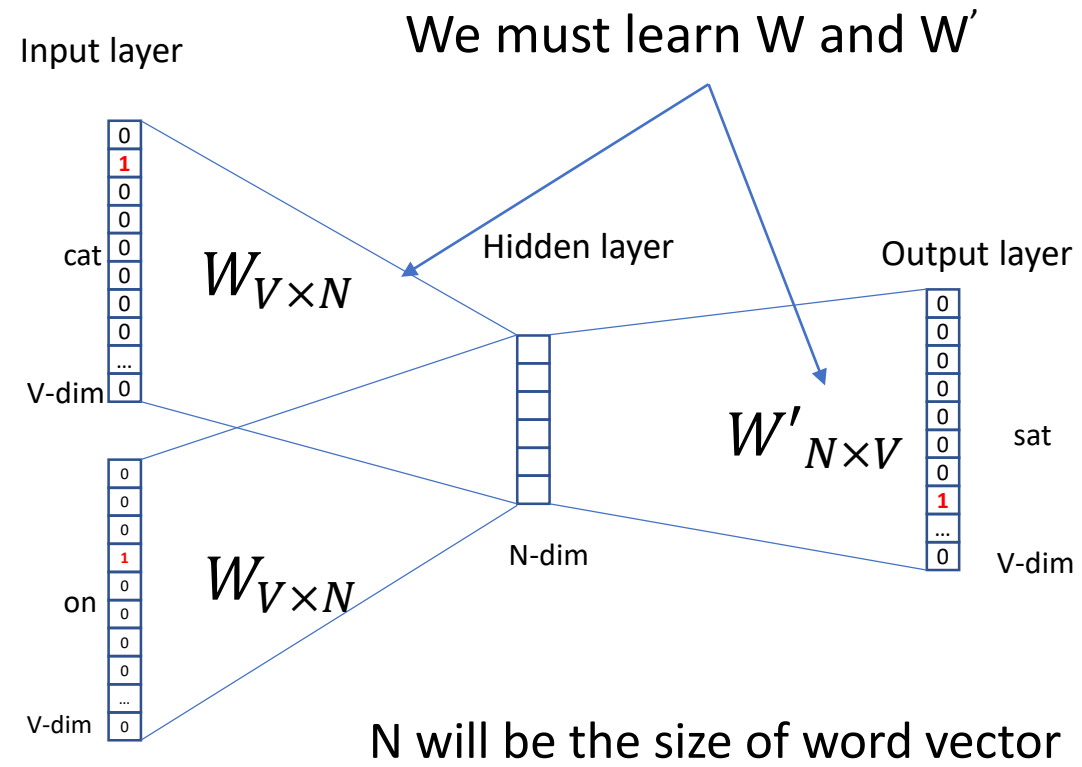 We must learn W and W′
Input layer
0
1
0
0
0
0
0
0
...
0
cat
V-dim
W V×N
Hidden layer
Output layer
0
0
0
0
0
0
0
1
...
0
sat
V-dim
W′ N×V
N-dim
0
0
0
1
0
0
0
0
...
0
on
V-dim
W V×N
N will be the size of word vector